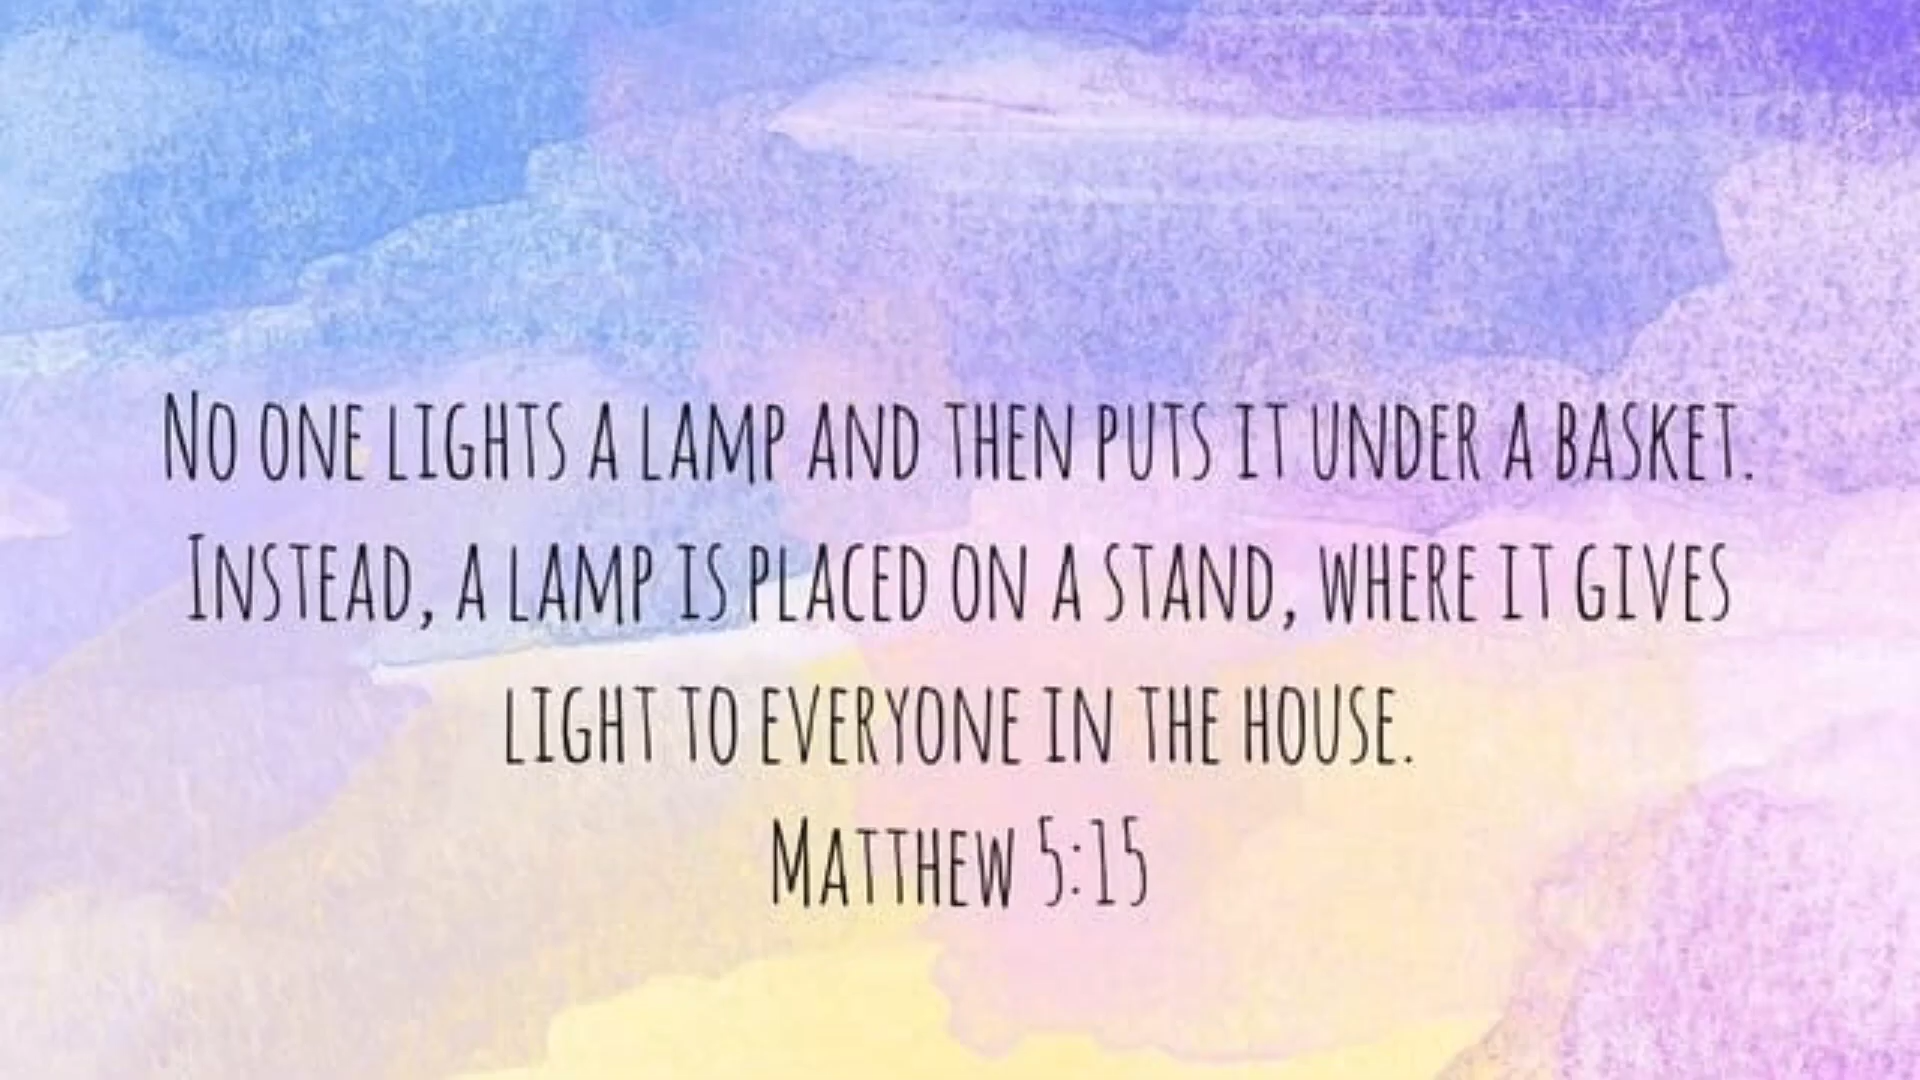 No one lights a lamp and then puts it under a basket.
Instead, a lamp is placed on a stand, where it gives
light to everyone in the house.
Matthew 5:15